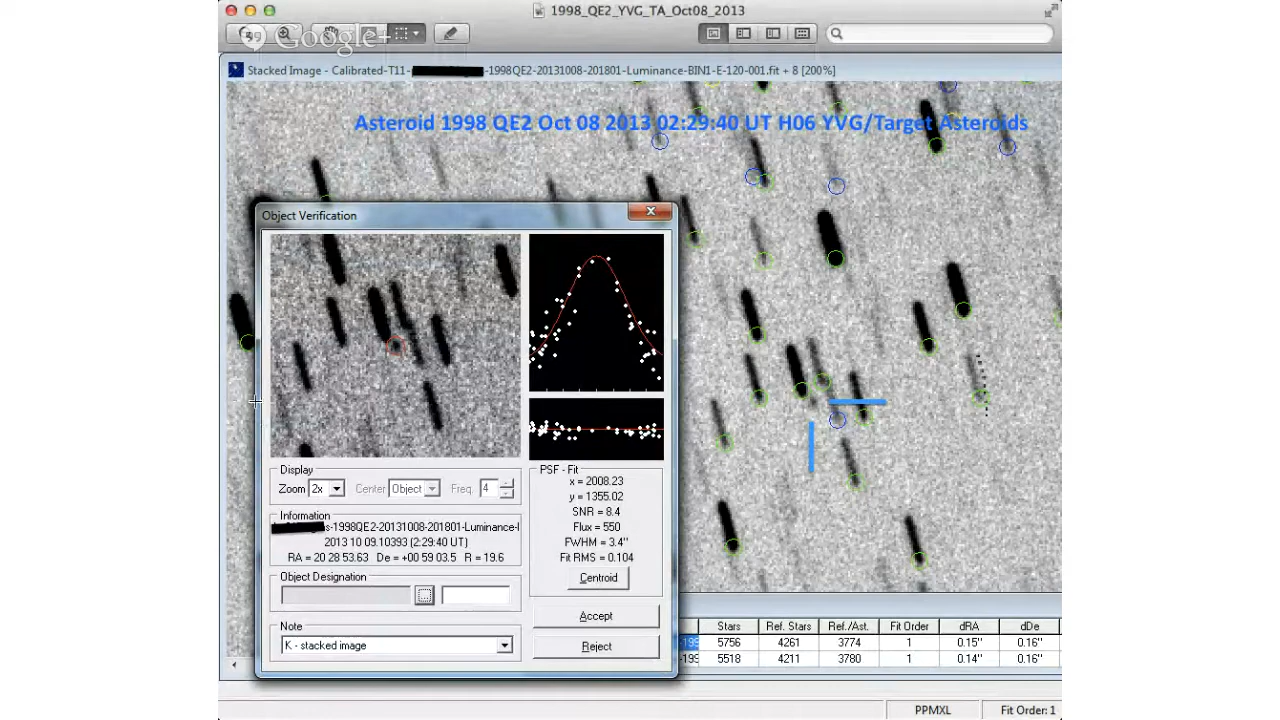 1998_QE2_YVG_TA_Oct08_2013
Google+
Stacked Image - Calibrated-T11- -1998QE2-20131008-201801-Luminance-BIN1-E-120-001.fit + 8 [200%]
Asteroid 1998 QE2 Oct 08 2013 02:29:40 UT H06 YVG/Target Asteroids
Object Verification
Display
Zoom 2x Center Object Freq. 4
Information
-1998QE2-20131008-201801-Luminance-
2013 10 09.10393 (2:29:40 UT)
RA = 20 28 53.63 De = +00 59 03.5 R = 19.6
Object Designation
Note
K - stacked image
PSF - Fit
x = 2008.23
y = 1355.02
SNR = 8.4
Flux = 550
FWHM = 3.4"
Fit RMS = 0.104
Centroid
Accept
Reject
Stars Ref. Stars Ref./Ast. Fit Order dRA dDe
-199 5756 4261 3774 1 0.15" 0.16"
-199 5518 4211 3780 1 0.14" 0.16"
PPMXL Fit Order: 1